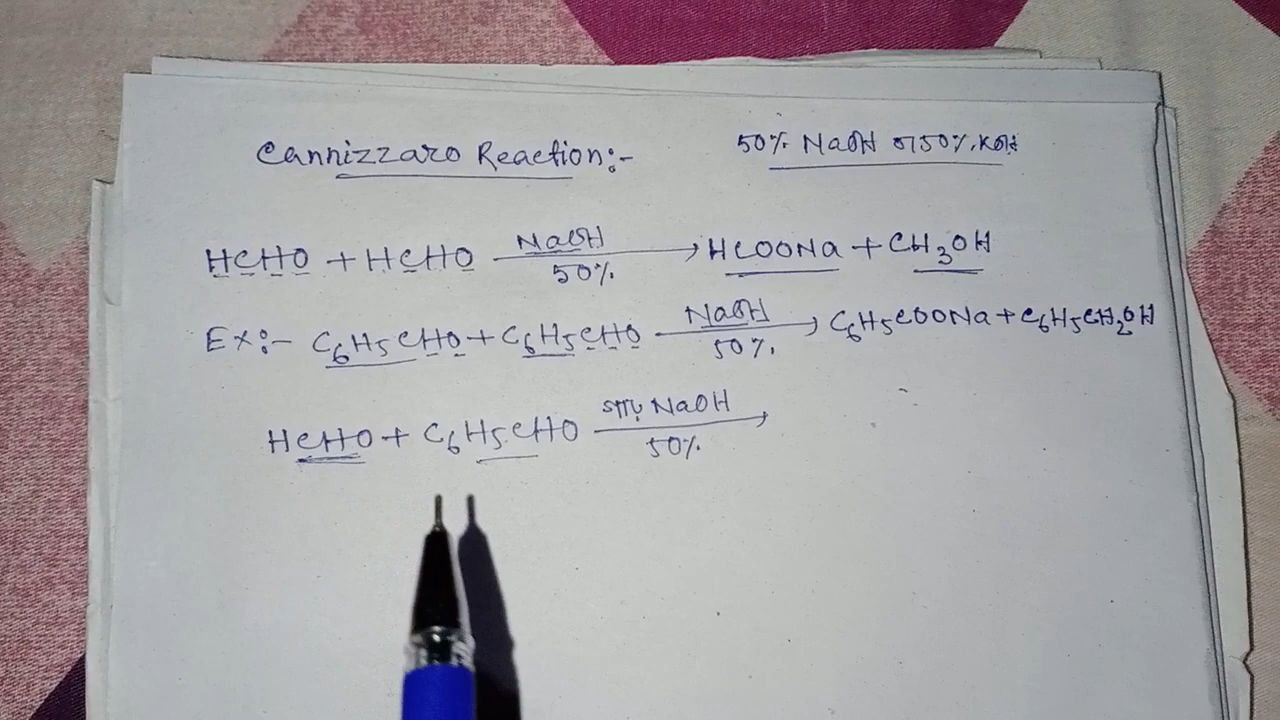 Cannizzaro Reaction:-
50% NaOH वा 50% KOH
HCHO + HCHO NaOH 50% → HCOONa + CH3OH
Ex:- C6H5CHO + C6H5CHO NaOH 50% → C6H5COONa + C6H5CH2OH
HCHO + C6H5CHO NaOH 50% →